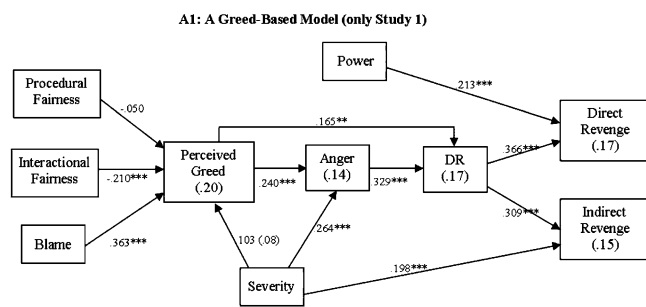 A1: A Greed-Based Model (only Study 1)
Power
Procedural
Fairness
.213***
Direct
Revenge
(.17)
-.050
.165**
Interactional
Fairness
-.210***
Perceived
Greed
(.20)
.240***
Anger
(.14)
.329***
DR
(.17)
.366***
.309***
Blame
.363***
.103 (.08)
.264***
Indirect
Revenge
(.15)
.198***
Severity